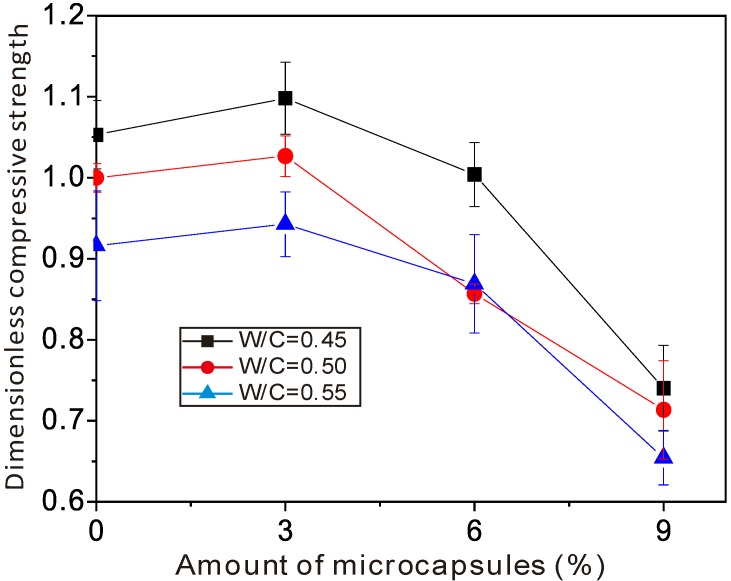 1.2
1.1
1.0
0.9
0.8
0.7
0.6
Dimensionless compressive strength
W/C=0.45
W/C=0.50
W/C=0.55
0 3 6 9
Amount of microcapsules (%)